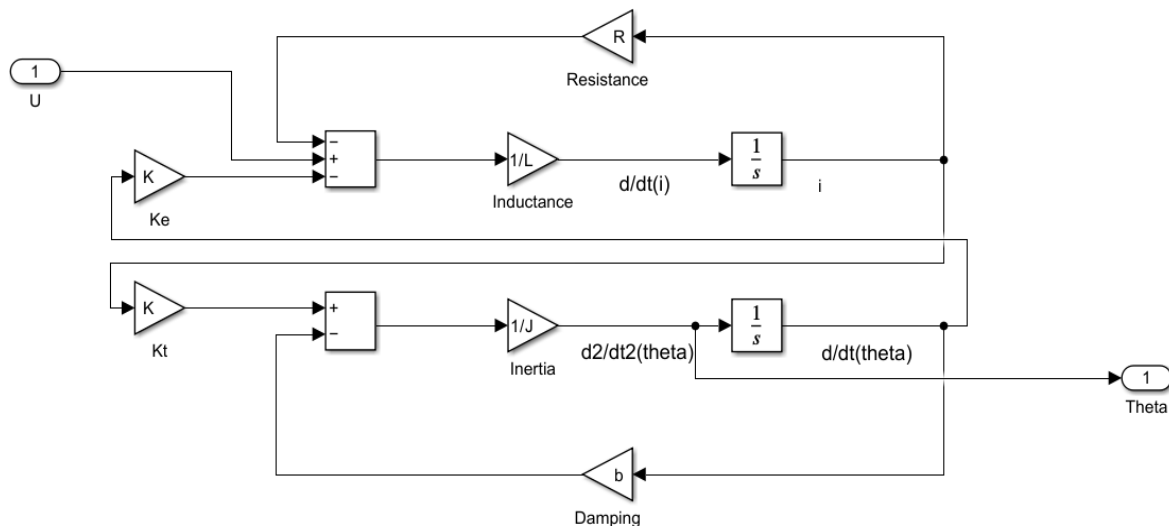 R
Resistance
1
U
−
+
−
K
Ke
1/L
Inductance
d/dt(i)
1
s
i
K
Kt
+
−
1/J
Inertia
d2/dt2(theta)
1
s
d/dt(theta)
1
Theta
b
Damping